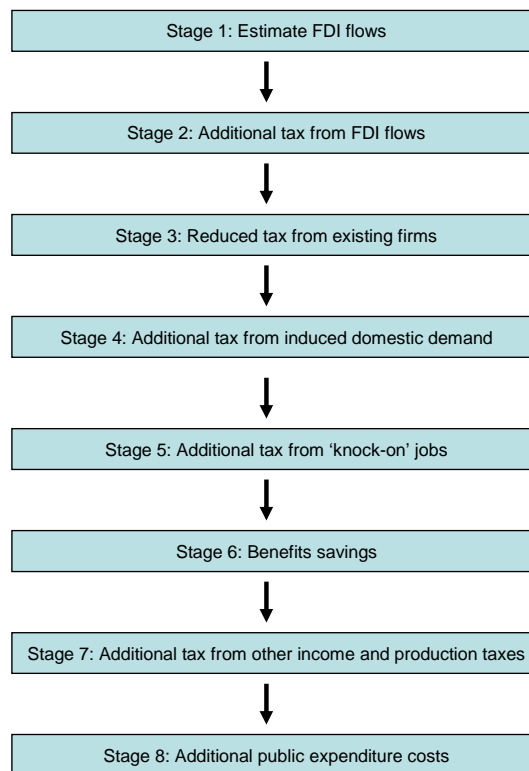 Stage 1: Estimate FDI flows
Stage 2: Additional tax from FDI flows
Stage 3: Reduced tax from existing firms
Stage 4: Additional tax from induced domestic demand
Stage 5: Additional tax from ‘knock-on’ jobs
Stage 6: Benefits savings
Stage 7: Additional tax from other income and production taxes
Stage 8: Additional public expenditure costs